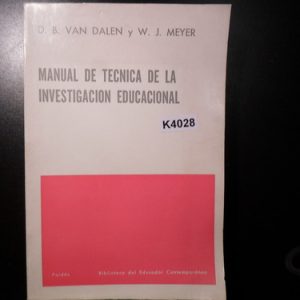 D. B. VAN DALEN y W. J. MEYER
MANUAL DE TECNICA DE LA
INVESTIGACION EDUCACIONAL
K4028
Paidós Biblioteca del Educador Contemporáneo